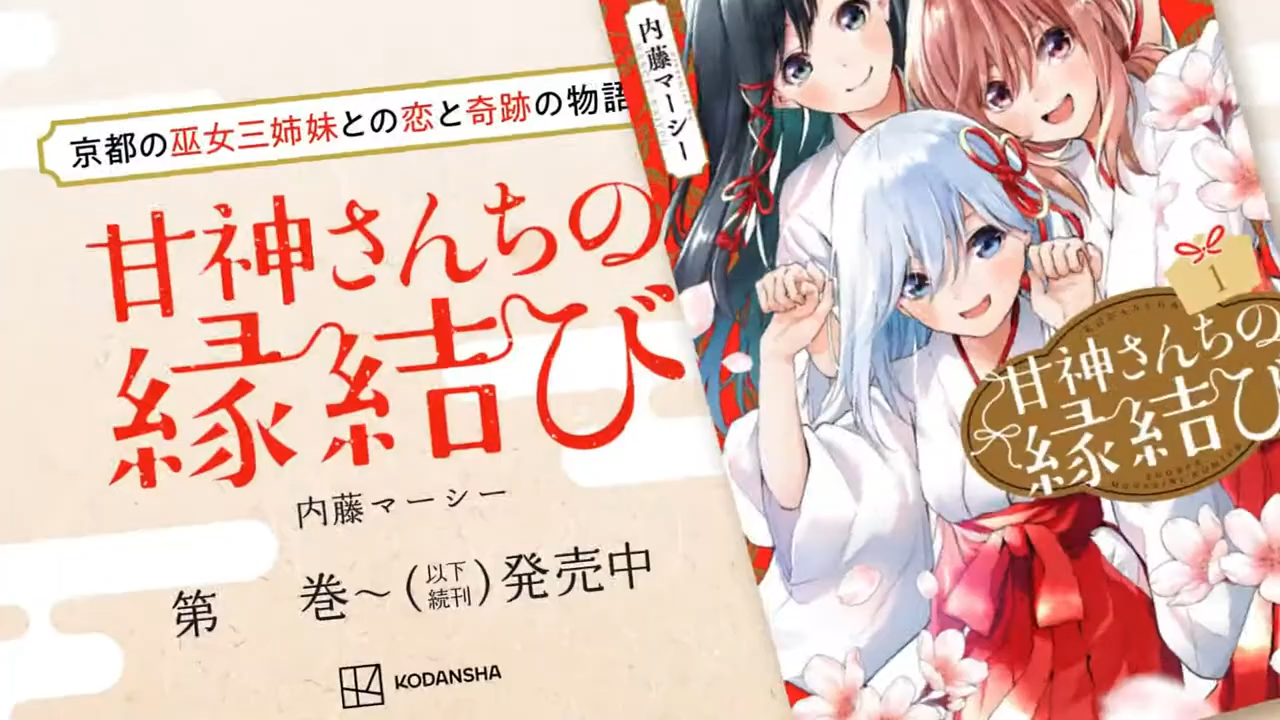 京都の巫女三姉妹との恋と奇跡の物語
甘神さんちの
縁結び
内藤マーシー
第 巻～(以下続刊)発売中
KODANSHA
内藤マーシー
1
甘神さんちの
縁結び